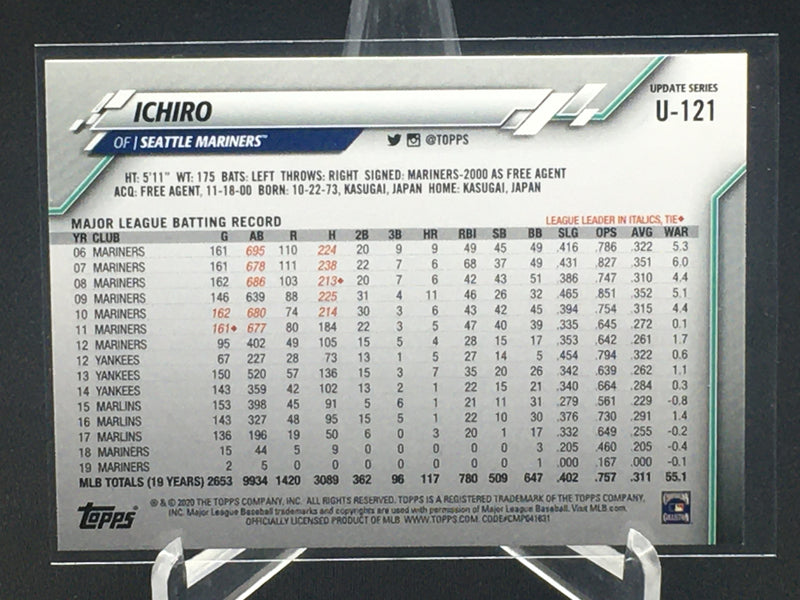 UPDATE SERIES
U-121
ICHIRO
OF | SEATTLE MARINERS™
@TOPPS
HT: 5'11" WT: 175 BATS: LEFT THROWS: RIGHT SIGNED: MARINERS-2000 AS FREE AGENT
ACQ: FREE AGENT, 11-18-00 BORN: 10-22-73, KASUGAI, JAPAN HOME: KASUGAI, JAPAN
MAJOR LEAGUE BATTING RECORD LEAGUE LEADER IN ITALICS, TIE♦
YR CLUB G AB R H 2B 3B HR RBI SB BB SLG OPS AVG WAR
06 MARINERS 161 695 110 224 20 9 9 49 45 49 .416 .786 .322 5.3
07 MARINERS 161 678 111 238 22 7 6 68 37 49 .431 .827 .351 6.0
08 MARINERS 162 686 103 213♦ 20 7 6 42 43 51 .386 .747 .310 4.4
09 MARINERS 146 639 88 225 31 4 11 46 26 32 .465 .851 .352 5.1
10 MARINERS 162 680 74 214 30 3 6 43 42 45 .394 .754 .315 4.4
11 MARINERS 161♦ 677 80 184 22 3 5 47 40 39 .335 .645 .272 0.1
12 MARINERS 95 402 49 105 15 5 4 28 15 17 .353 .642 .261 1.7
12 YANKEES 67 227 28 73 13 1 5 27 14 5 .454 .794 .322 0.6
13 YANKEES 150 520 57 136 15 3 7 35 20 26 .342 .639 .262 1.1
14 YANKEES 143 359 42 102 13 2 1 22 15 21 .340 .664 .284 0.3
15 MARLINS 153 398 45 91 5 6 1 21 11 31 .279 .561 .229 -0.8
16 MARLINS 143 327 48 95 15 5 1 22 10 30 .376 .730 .291 1.4
17 MARLINS 136 196 19 50 6 0 3 20 1 17 .332 .649 .255 -0.2
18 MARINERS 15 44 5 9 0 0 0 0 0 3 .205 .460 .205 -0.4
19 MARINERS 2 5 0 0 0 0 0 0 0 1 .000 .167 .000 -0.1
MLB TOTALS (19 YEARS) 2653 9934 1420 3089 362 96 117 780 509 647 .402 .757 .311 55.1
Topps
® & © 2020 THE TOPPS COMPANY, INC. ALL RIGHTS RESERVED. TOPPS IS A REGISTERED TRADEMARK OF THE TOPPS COMPANY,
INC. Major League Baseball trademarks and copyrights are used with permission of Major League Baseball. Visit MLB.com.
OFFICIALLY LICENSED PRODUCT OF MLB WWW.TOPPS.COM. CODE#CMP041631